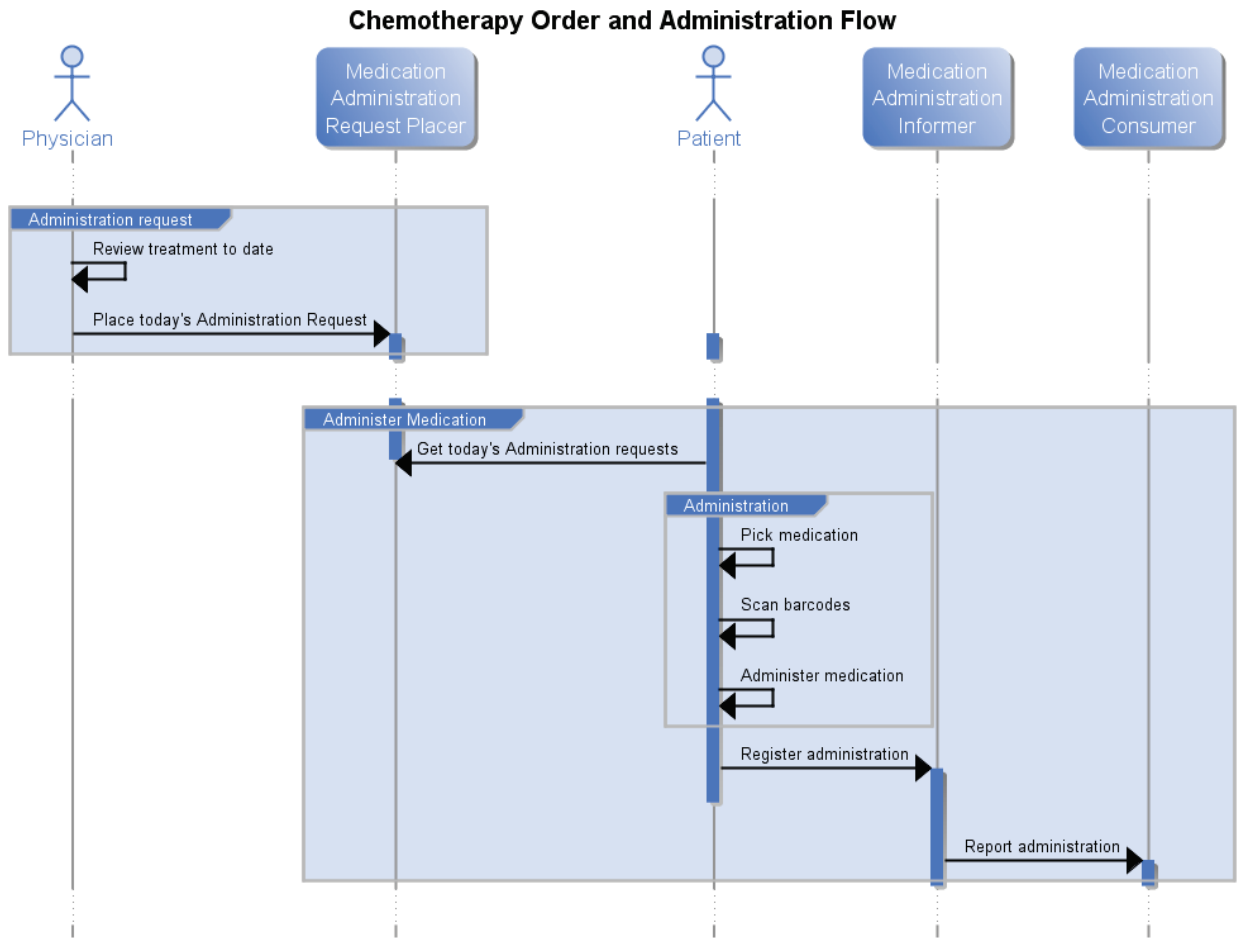 Chemotherapy Order and Administration Flow
Physician
Medication
Administration
Request Placer
Patient
Medication
Administration
Informer
Medication
Administration
Consumer
Administration request
Review treatment to date
Place today's Administration Request
Administer Medication
Get today's Administration requests
Administration
Pick medication
Scan barcodes
Administer medication
Register administration
Report administration